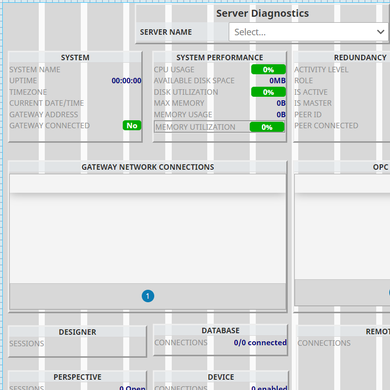 Server Diagnostics
SERVER NAME Select...
SYSTEM
SYSTEM NAME
UPTIME 00:00:00
TIMEZONE
CURRENT DATE/TIME
GATEWAY ADDRESS
GATEWAY CONNECTED No
SYSTEM PERFORMANCE
CPU USAGE 0%
AVAILABLE DISK SPACE 0MB
DISK UTILIZATION 0%
MAX MEMORY 0B
MEMORY USAGE 0B
MEMORY UTILIZATION 0%
REDUNDANCY
ACTIVITY LEVEL
ROLE
IS ACTIVE
IS MASTER
PEER ID
PEER CONNECTED
GATEWAY NETWORK CONNECTIONS
1
OPC
DESIGNER
SESSIONS
DATABASE
CONNECTIONS 0/0 connected
REMOT
CONNECTIONS
PERSPECTIVE
SESSIONS 0 Open
DEVICE
CONNECTIONS 0 enabled